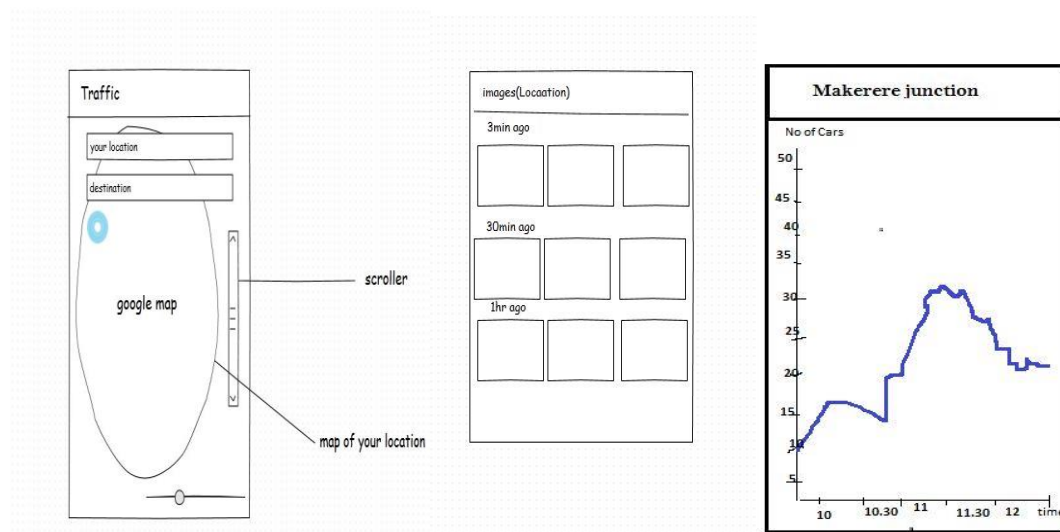 Traffic
your location
destination
google map
scroller
map of your location
images(Locaation)
3min ago
30min ago
1hr ago
Makerere junction
No of Cars
50
45
40
35
30
25
20
15
10
5
10 10.30 11 11.30 12 time